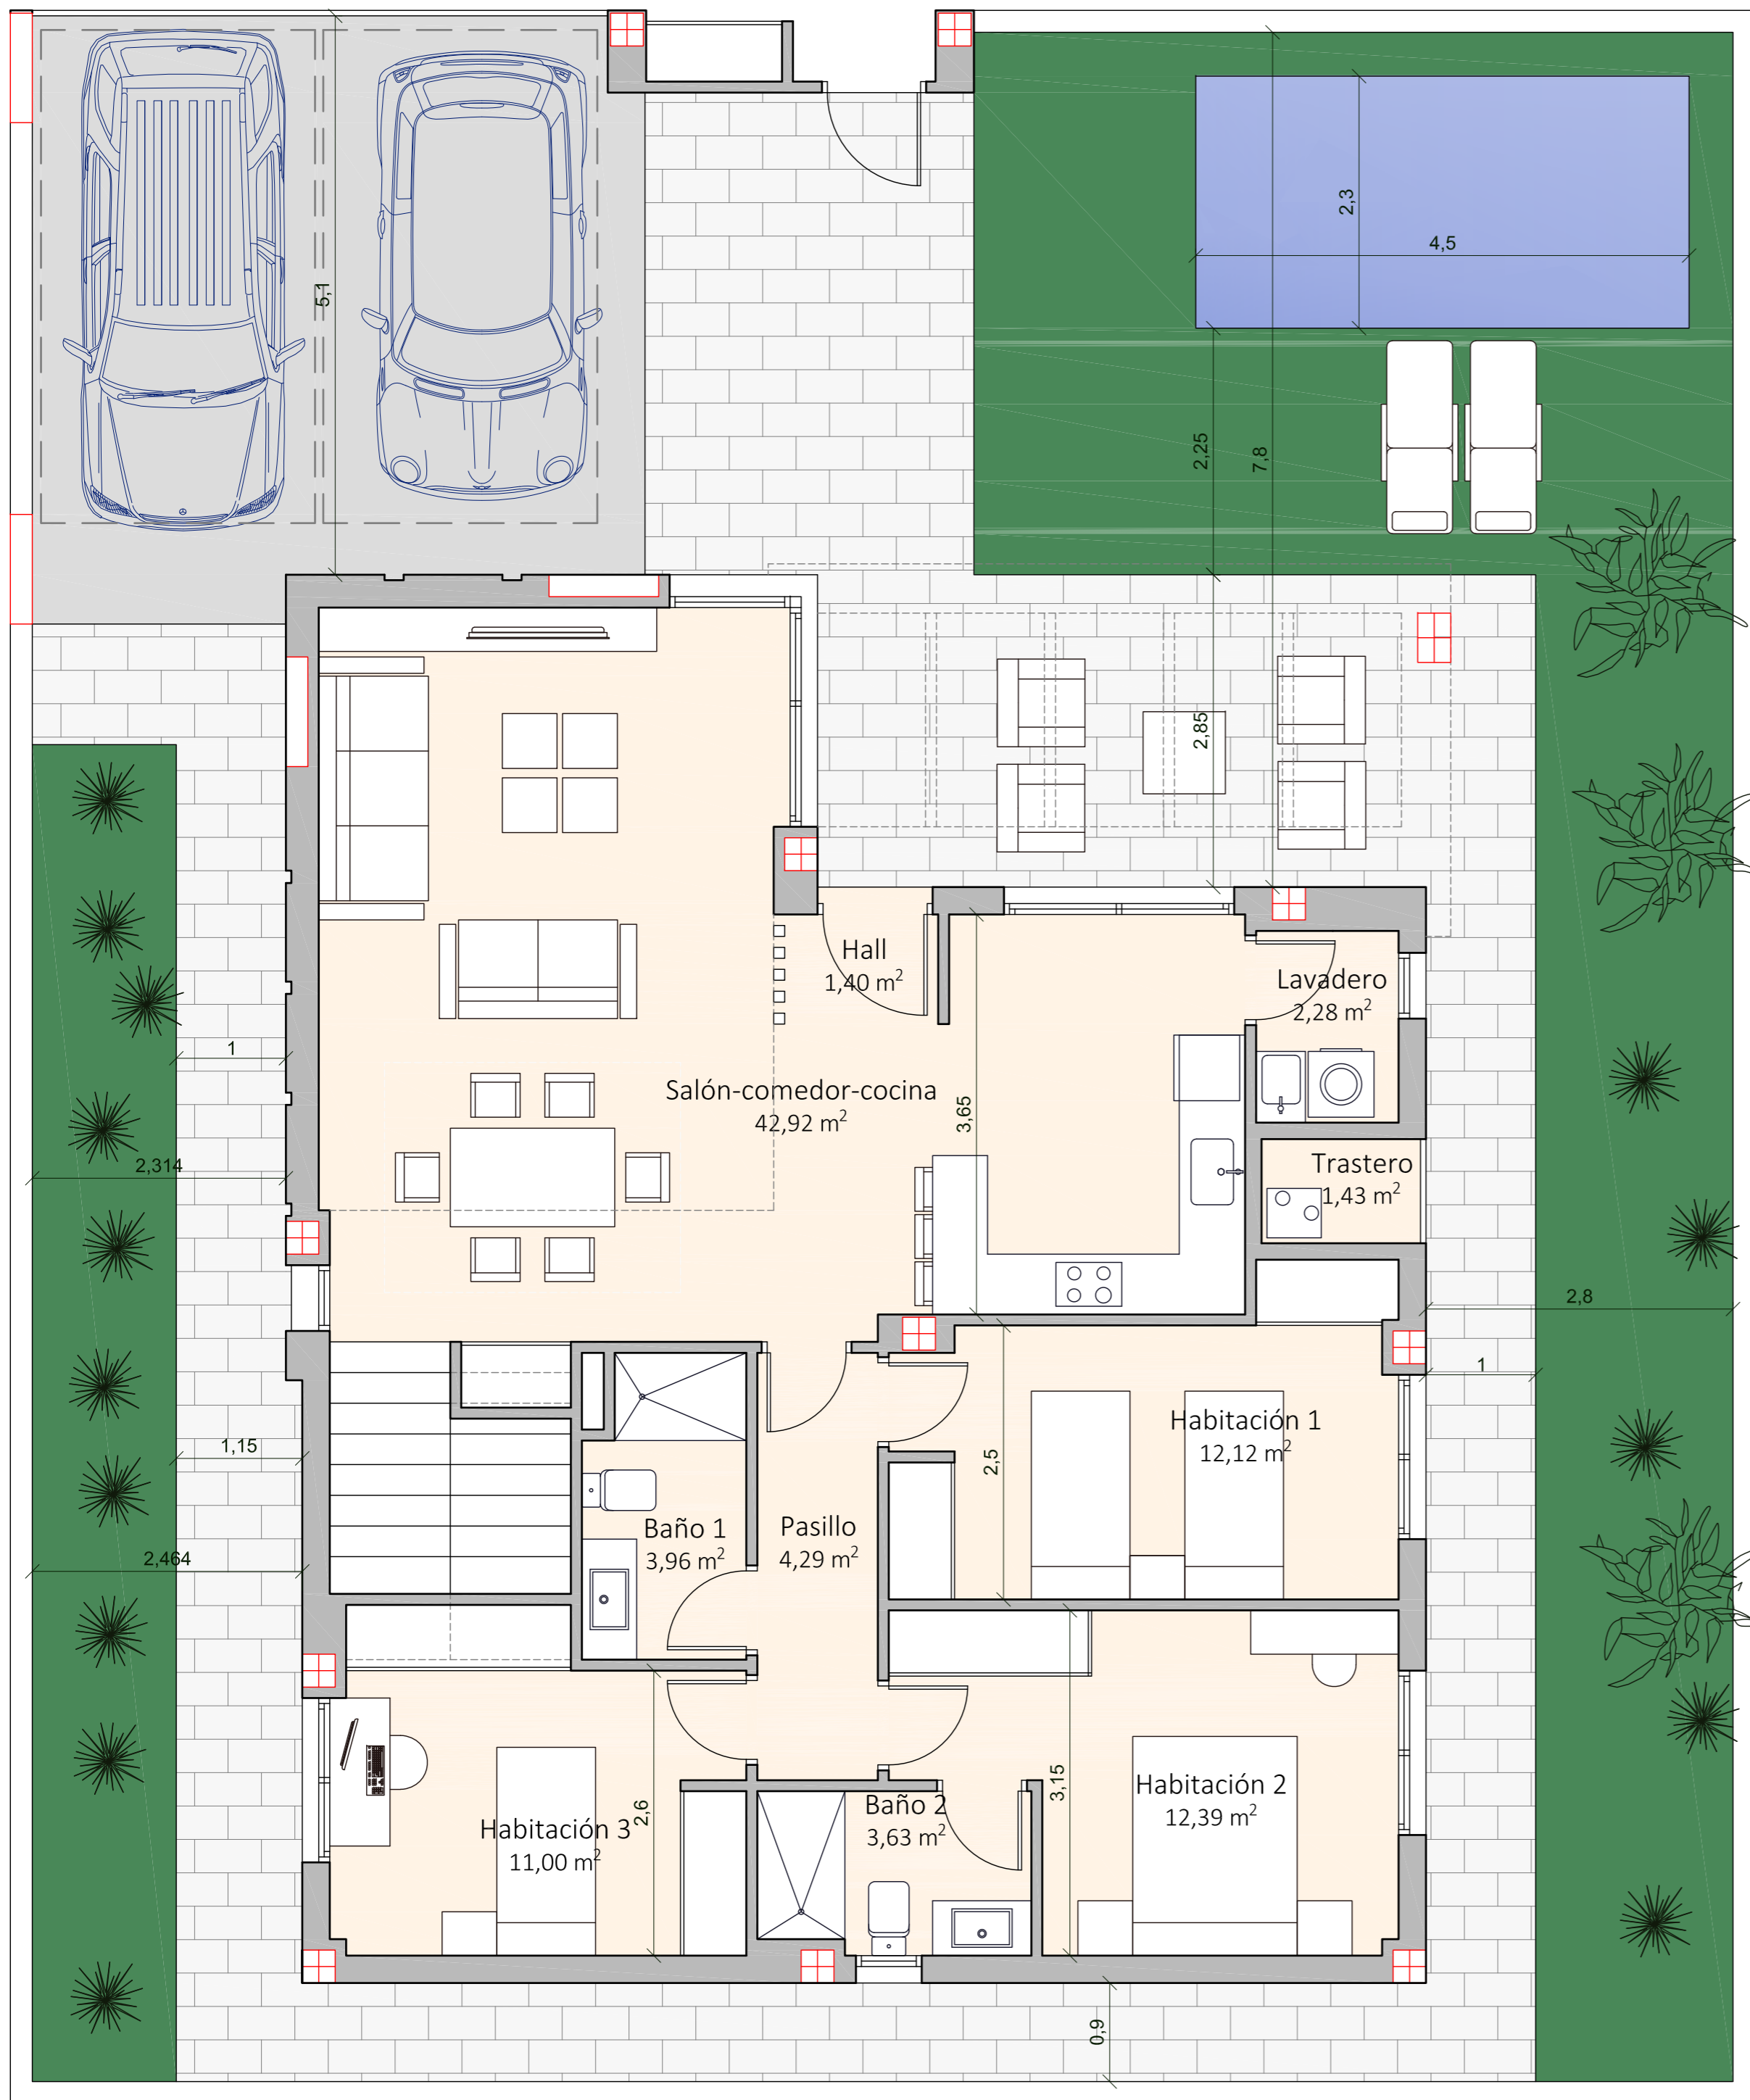 5,1
2,3
4,5
2,25
7,8
2,85
Hall
1,40 m²
Lavadero
2,28 m²
1
Salón-comedor-cocina
42,92 m²
3,65
Trastero
1,43 m²
2,314
2,8
1
Habitación 1
12,12 m²
1,15
2,5
Baño 1
3,96 m²
Pasillo
4,29 m²
2,464
Habitación 2
12,39 m²
3,15
Baño 2
3,63 m²
Habitación 3
11,00 m²
2,6
0,9